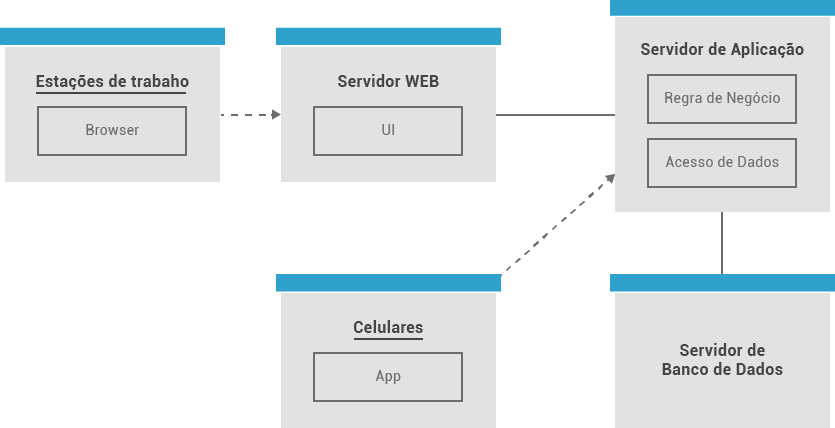 Estações de trabaho
Browser
Servidor WEB
UI
Servidor de Aplicação
Regra de Negócio
Acesso de Dados
Celulares
App
Servidor de
Banco de Dados